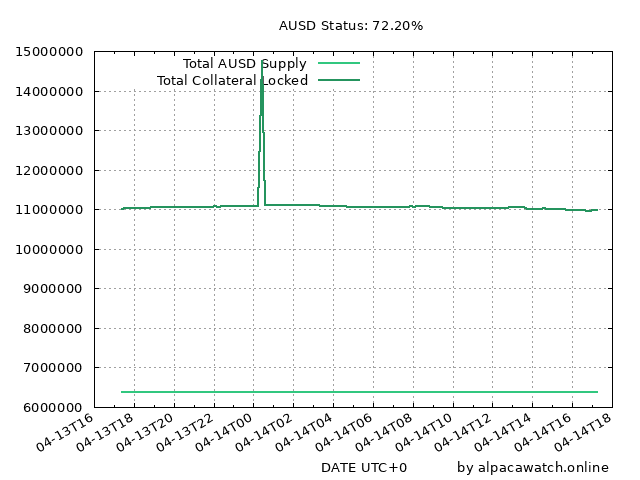 AUSD Status: 72.20%
15000000
14000000
13000000
12000000
11000000
10000000
9000000
8000000
7000000
6000000
Total AUSD Supply
Total Collateral Locked
04-13T16
04-13T18
04-13T20
04-13T22
04-14T00
04-14T02
04-14T04
04-14T06
04-14T08
04-14T10
04-14T12
04-14T14
04-14T16
04-14T18
DATE UTC+0
by alpacawatch.online